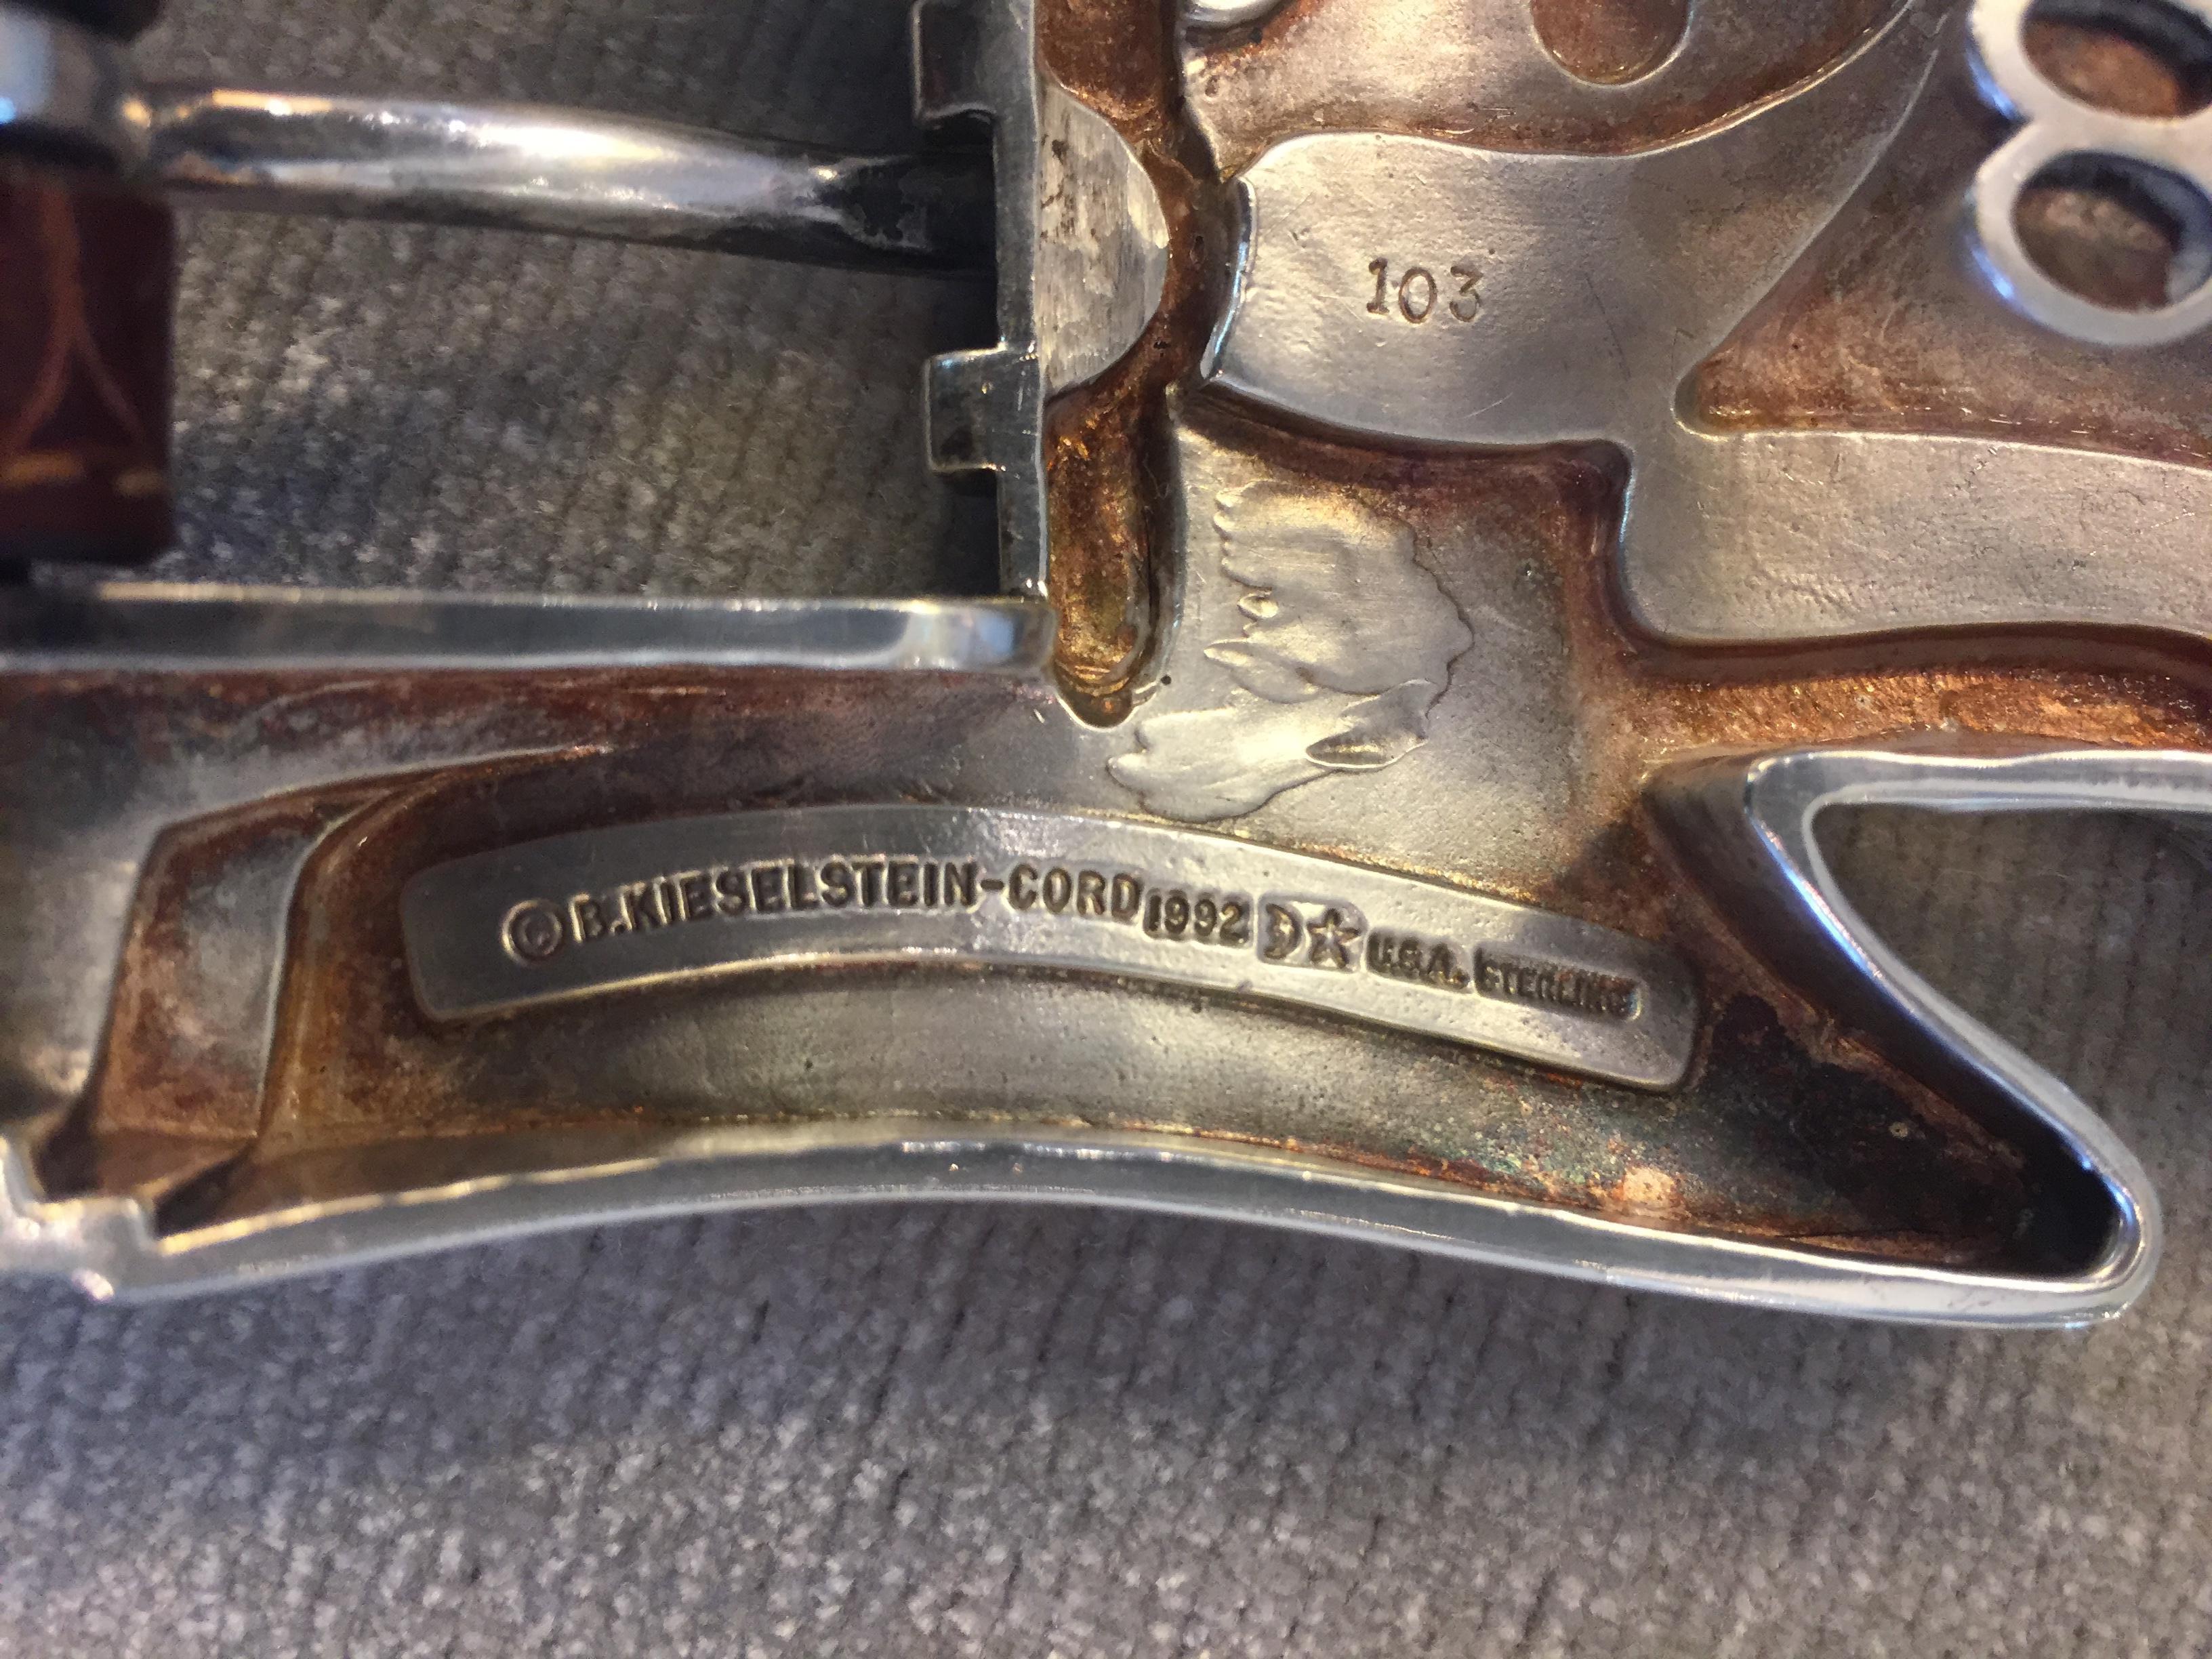 103
© B.KIESELSTEIN-CORD 1992 U.S.A. STERLING